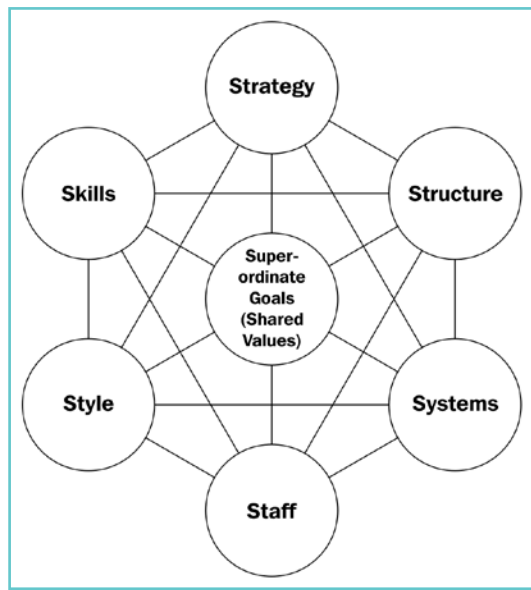 Strategy
Skills
Structure
Super-
ordinate
Goals
(Shared
Values)
Style
Systems
Staff